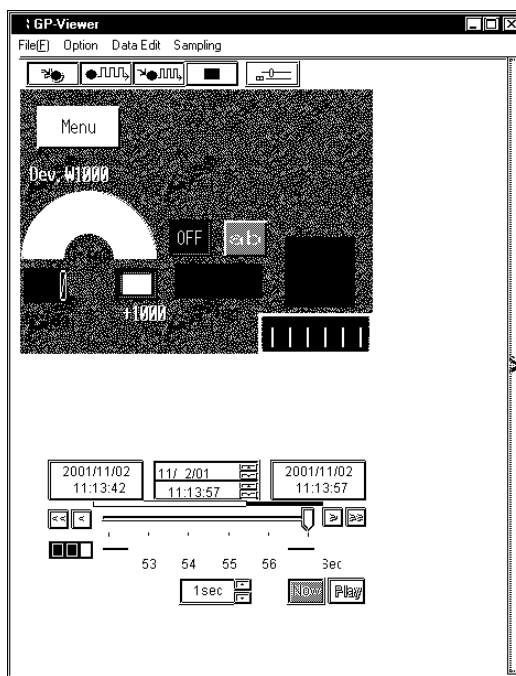 GP-Viewer
File(F) Option Data Edit Sampling
Menu
Dev, W1000
OFF ab
0
+1000
2001/11/02 11/ 2/01 2001/11/02
11:13:42 11:13:57 11:13:57
<< < > >>
53 54 55 56 Sec
1sec Now Play